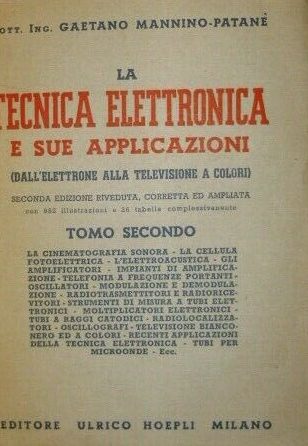 OTT. ING. GAETANO MANNINO-PATANÈ
LA
TECNICA ELETTRONICA
E SUE APPLICAZIONI
(DALL'ELETTRONE ALLA TELEVISIONE A COLORI)
SECONDA EDIZIONE RIVEDUTA, CORRETTA ED AMPLIATA
con 952 illustrazioni e 26 tabelle complessivamente
TOMO SECONDO
LA CINEMATOGRAFIA SONORA - LA CELLULA
FOTOELETTRICA - L'ELETTROACUSTICA - GLI
AMPLIFICATORI - IMPIANTI DI AMPLIFICA-
ZIONE - TELEFONIA A FREQUENZE PORTANTI -
OSCILLATORI - MODULAZIONE E DEMODULA-
ZIONE - RADIOTRASMETTITORI E RADIORICE-
VITORI - STRUMENTI DI MISURA A TUBI ELET-
TRONICI - MOLTIPLICATORI ELETTRONICI -
TUBI A RAGGI CATODICI - RADIOLOCALIZZA-
TORI - OSCILLOGRAFI - TELEVISIONE BIANCO-
NERO ED A COLORI - RECENTI APPLICAZIONI
DELLA TECNICA ELETTRONICA - TUBI PER
MICROONDE - Ecc.
EDITORE ULRICO HOEPLI MILANO